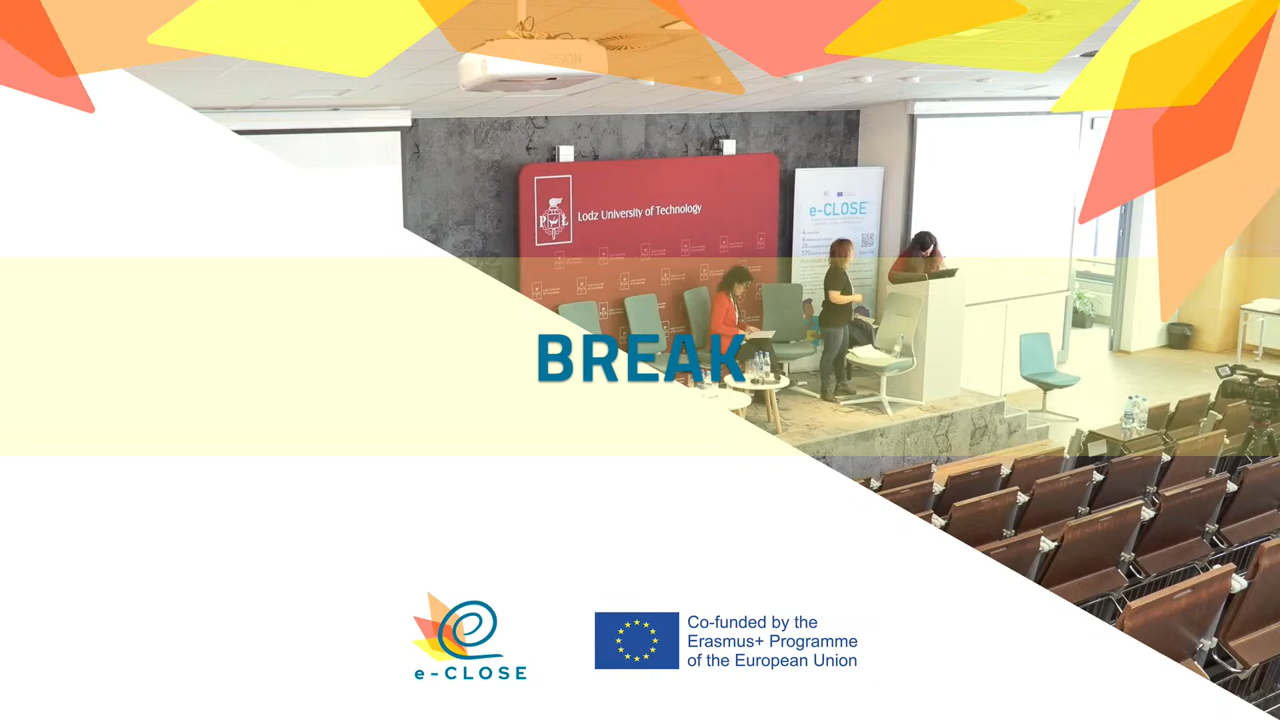 Lodz University of Technology
e-CLOSE
BREAK
e-CLOSE
Co-funded by the
Erasmus+ Programme
of the European Union